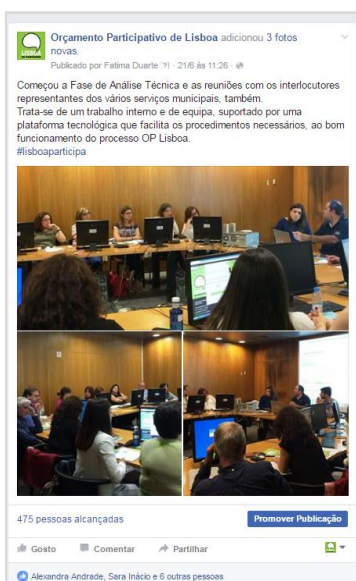 Orçamento Participativo de Lisboa adicionou 3 fotos
novas.
Publicado por Fatima Duarte [?] · 21/6 às 11:26 ·
Começou a Fase de Análise Técnica e as reuniões com os interlocutores
representantes dos vários serviços municipais, também.
Trata-se de um trabalho interno e de equipa, suportado por uma
plataforma tecnológica que facilita os procedimentos necessários, ao bom
funcionamento do processo OP Lisboa.
#lisboaparticipa
475 pessoas alcançadas
Promover Publicação
Gosto Comentar Partilhar
Alexandra Andrade, Sara Inácio e 6 outras pessoas